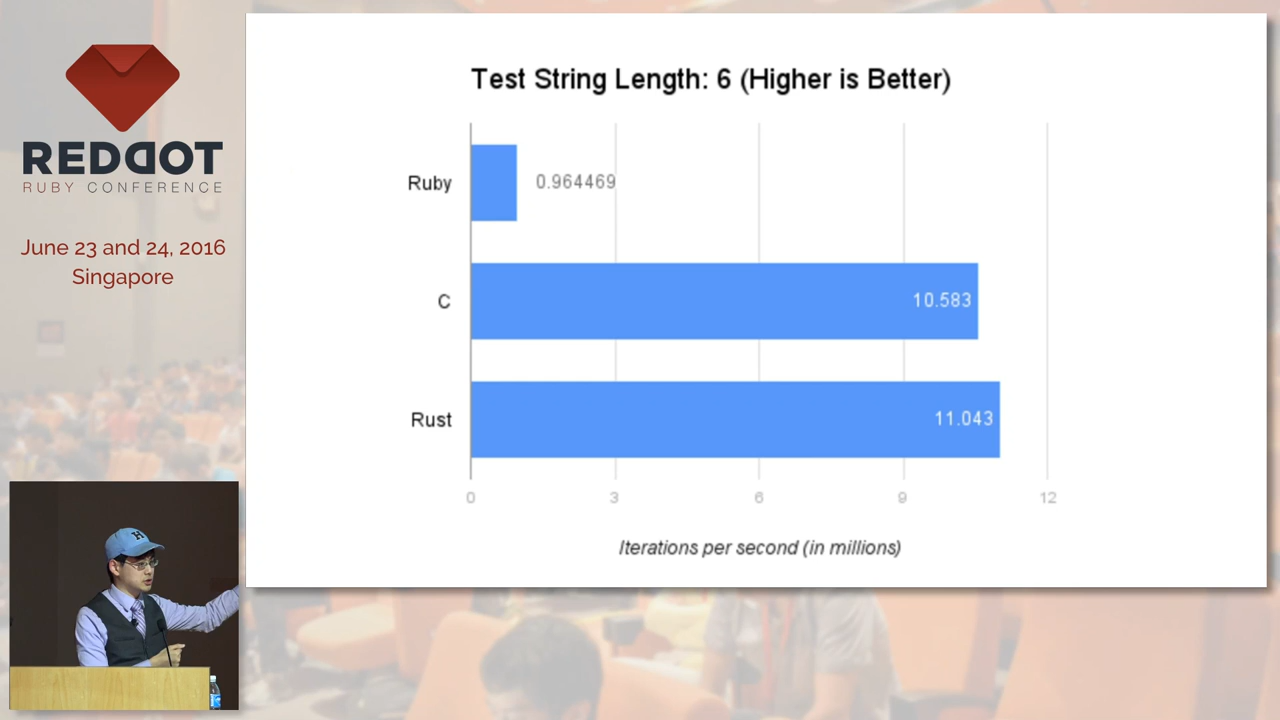 REDDOT
RUBY CONFERENCE
June 23 and 24, 2016
Singapore
Test String Length: 6 (Higher is Better)
Ruby
0.964469
C
10.583
Rust
11.043
0
3
6
9
12
Iterations per second (in millions)
H